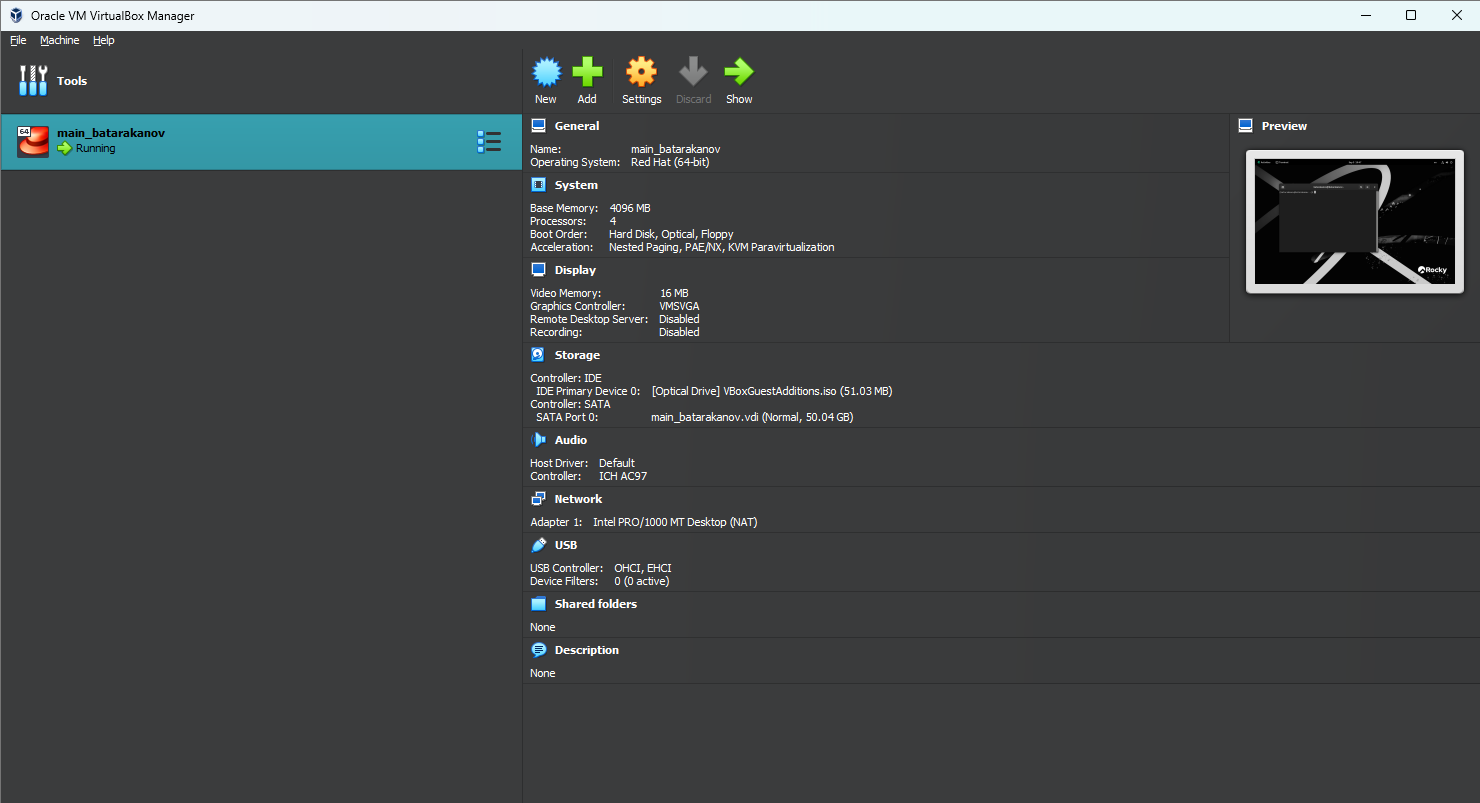 Oracle VM VirtualBox Manager
File Machine Help
Tools
64
main_batarakanov
Running
New Add Settings Discard Show
General
Name: main_batarakanov
Operating System: Red Hat (64-bit)
System
Base Memory: 4096 MB
Processors: 4
Boot Order: Hard Disk, Optical, Floppy
Acceleration: Nested Paging, PAE/NX, KVM Paravirtualization
Display
Video Memory: 16 MB
Graphics Controller: VMSVGA
Remote Desktop Server: Disabled
Recording: Disabled
Preview
Rocky
Storage
Controller: IDE
IDE Primary Device 0: [Optical Drive] VBoxGuestAdditions.iso (51.03 MB)
Controller: SATA
SATA Port 0: main_batarakanov.vdi (Normal, 50.04 GB)
Audio
Host Driver: Default
Controller: ICH AC97
Network
Adapter 1: Intel PRO/1000 MT Desktop (NAT)
USB
USB Controller: OHCI, EHCI
Device Filters: 0 (0 active)
Shared folders
None
Description
None